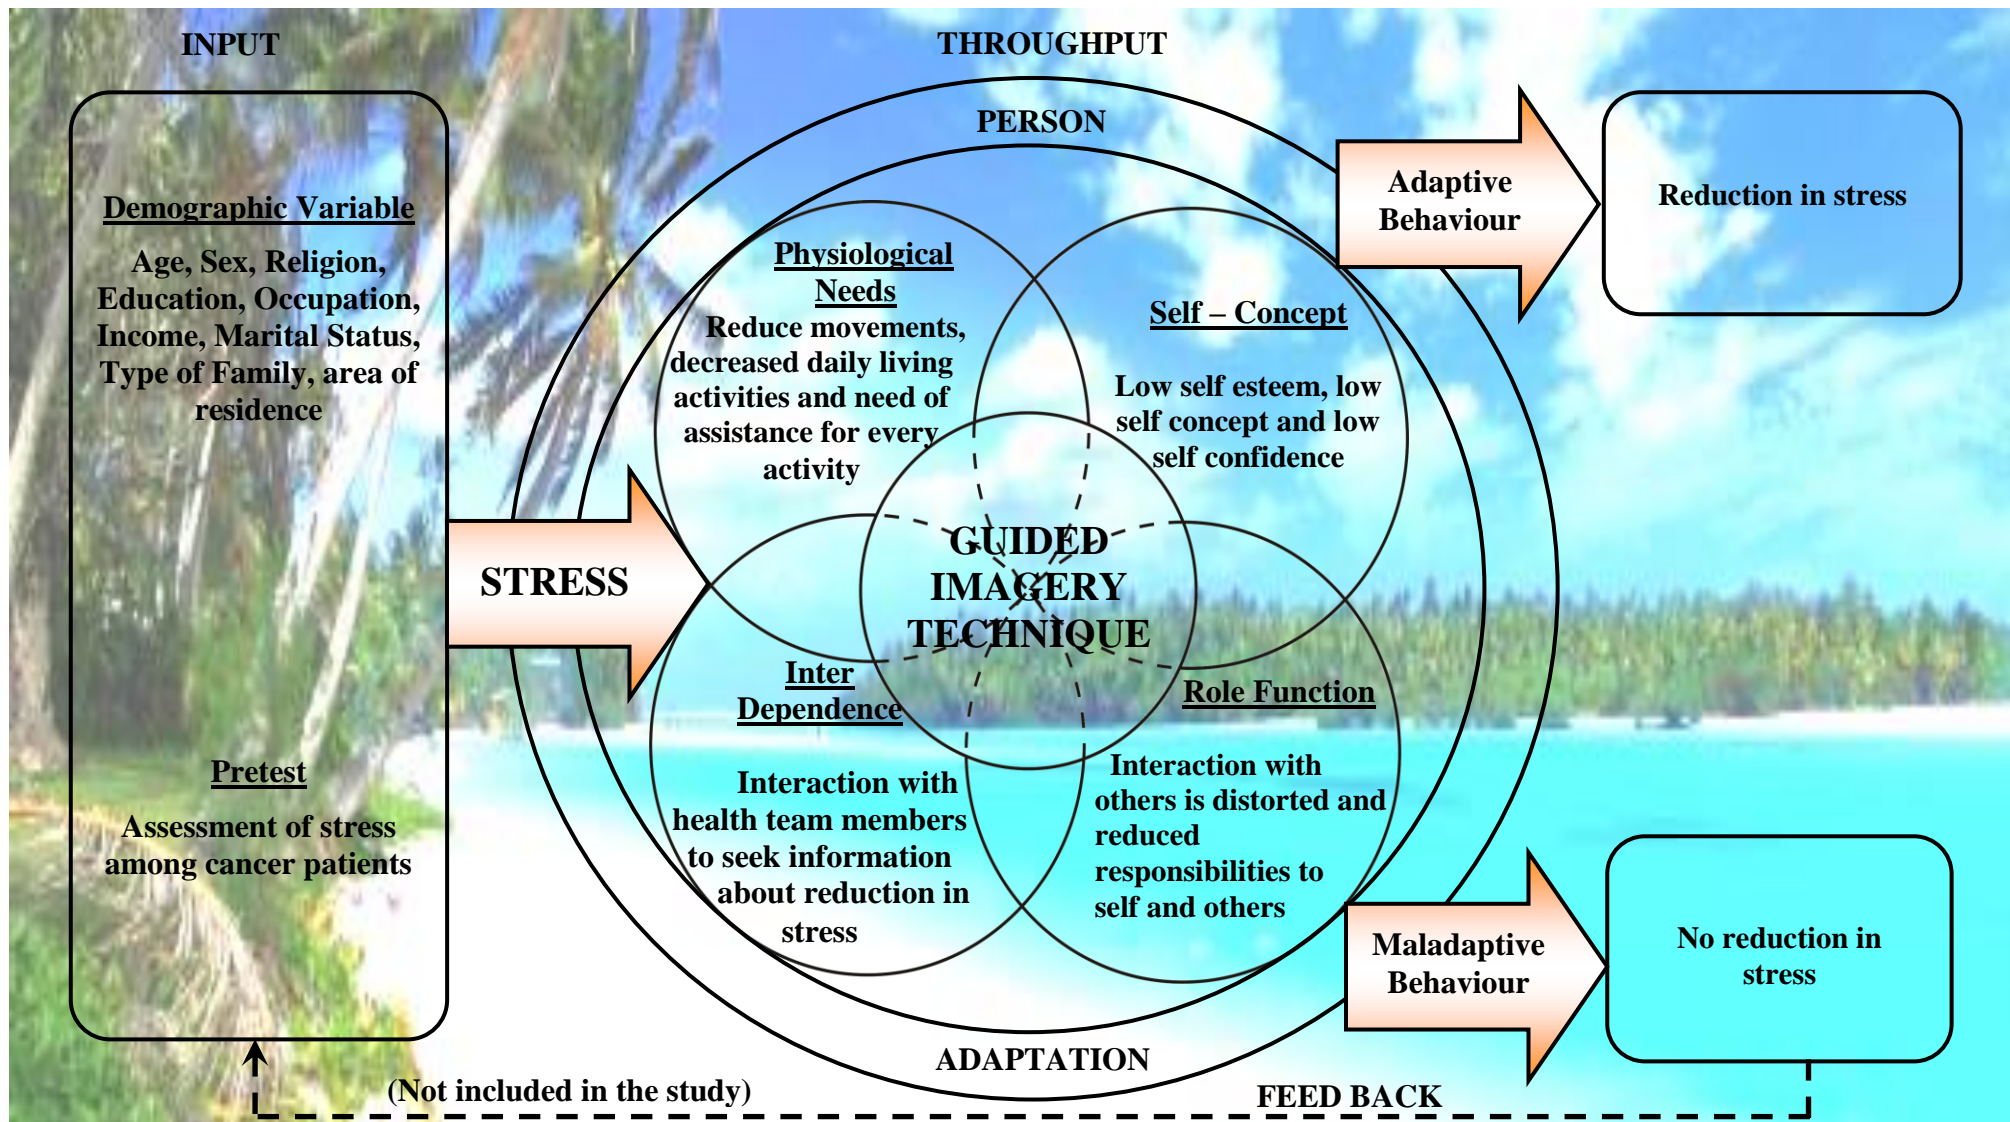 INPUT
Demographic Variable
Age, Sex, Religion,
Education, Occupation,
Income, Marital Status,
Type of Family, area of
residence
Pretest
Assessment of stress
among cancer patients
STRESS
THROUGHPUT
PERSON
Physiological
Needs
Reduce movements,
decreased daily living
activities and need of
assistance for every
activity
Self – Concept
Low self esteem, low
self concept and low
self confidence
GUIDED
IMAGERY
TECHNIQUE
Inter
Dependence
Interaction with
health team members
to seek information
about reduction in
stress
Role Function
Interaction with
others is distorted and
reduced
responsibilities to
self and others
ADAPTATION
Adaptive
Behaviour
Reduction in stress
Maladaptive
Behaviour
No reduction in
stress
(Not included in the study)
FEED BACK